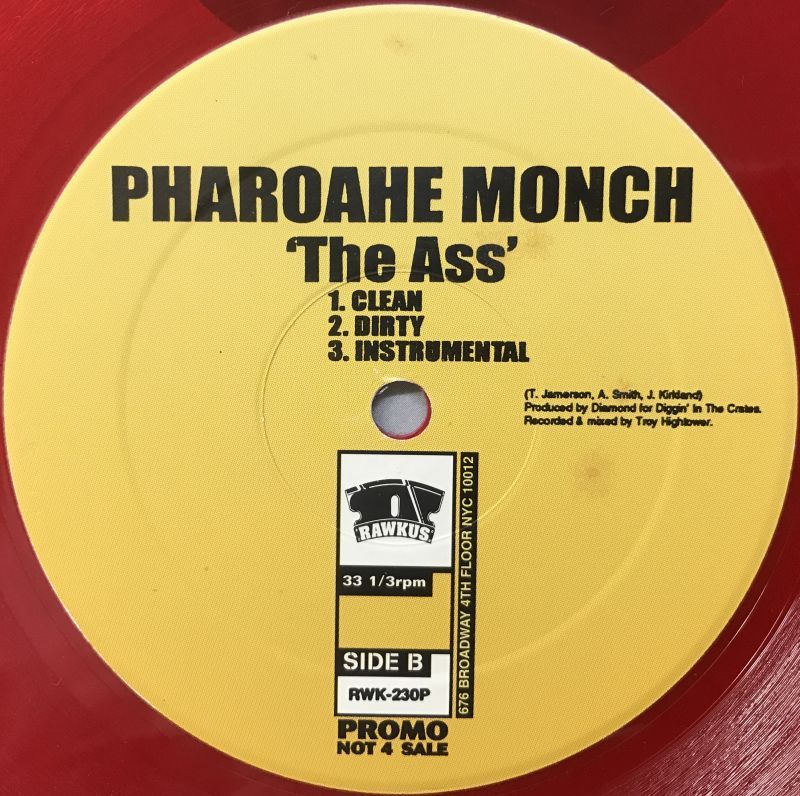 PHAROAHE MONCH
‘The Ass’
1. CLEAN
2. DIRTY
3. INSTRUMENTAL
(T. Jamerson, A. Smith, J. Kirkland)
Produced by Diamond for Diggin' In The Crates.
Recorded & mixed by Troy Hightower.
RAWKUS
33 1/3rpm
SIDE B
RWK-230P
676 BROADWAY 4TH FLOOR NYC 10012
PROMO
NOT 4 SALE